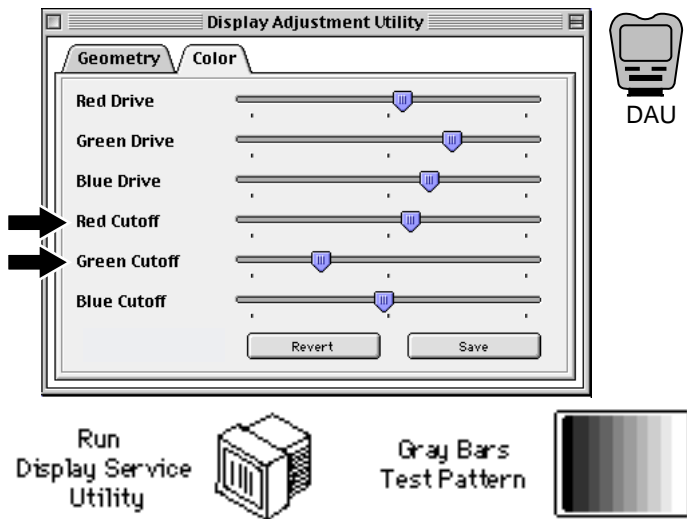 Display Adjustment Utility
Geometry Color
DAU
Red Drive
Green Drive
Blue Drive
Red Cutoff
Green Cutoff
Blue Cutoff
Revert Save
Run
Display Service
Utility
Gray Bars
Test Pattern